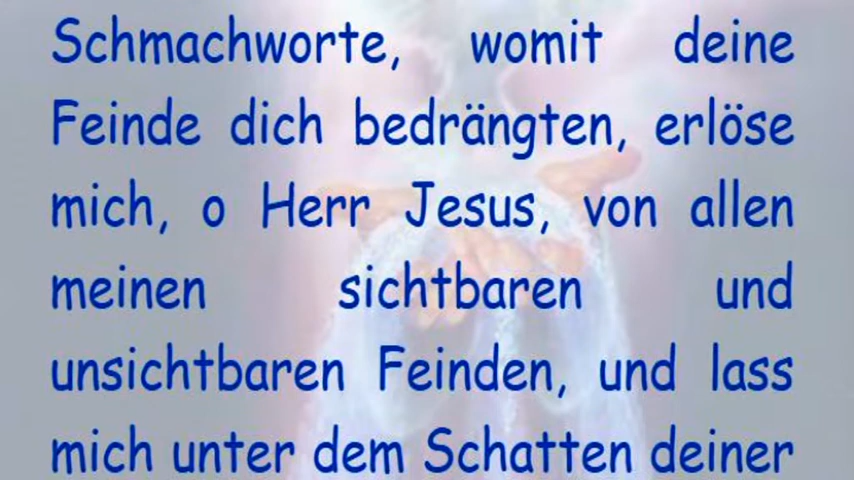 Schmachworte, womit deine
Feinde dich bedrängten, erlöse
mich, o Herr Jesus, von allen
meinen sichtbaren und
unsichtbaren Feinden, und lass
mich unter dem Schatten deiner